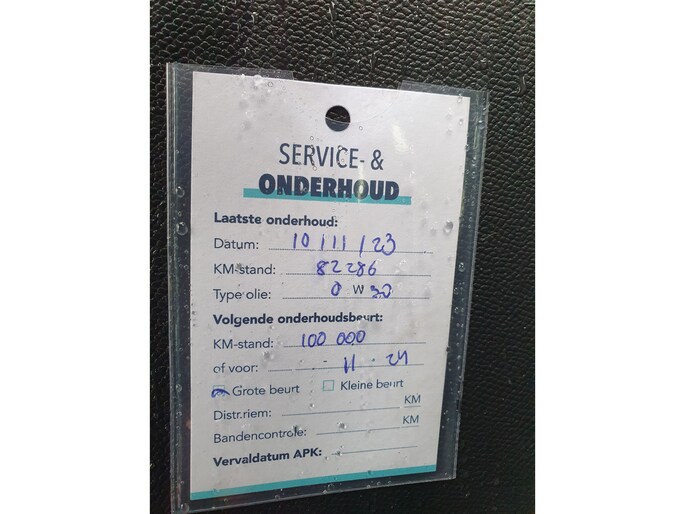 SERVICE- &
ONDERHOUD
Laatste onderhoud:
Datum: 10/11/23
KM-stand: 82286
Type olie: 0 W 30
Volgende onderhoudsbeurt:
KM-stand: 100 000
of voor: 11 - 24
Grote beurt Kleine beurt
Distr.riem: KM
Bandencontrole: KM
Vervaldatum APK: